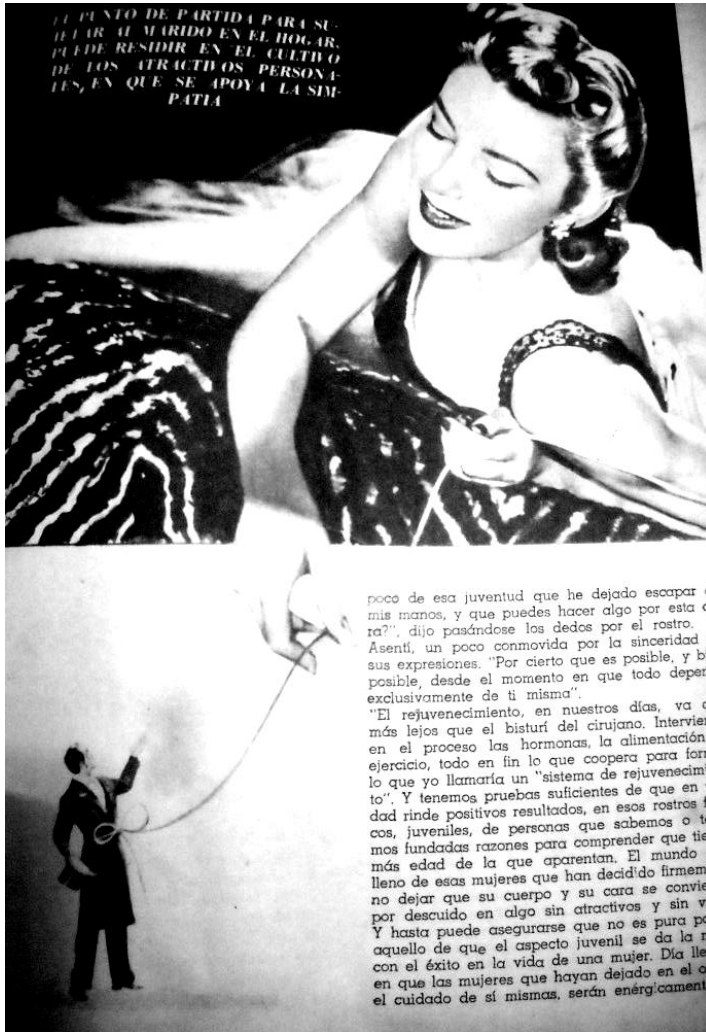 EL PUNTO DE PARTIDA PARA SU-
JETAR AL MARIDO EN EL HOGAR,
PUEDE RESIDIR EN EL CULTIVO
DE LOS ATRACTIVOS PERSONA-
LES, EN QUE SE APOYA LA SIM-
PATIA
poco de esa juventud que he dejado escapar
mis manos, y que puedes hacer algo por esta
ra?", dijo pasándose los dedos por el rostro.
Asentí, un poco conmovida por la sinceridad
sus expresiones. "Por cierto que es posible, y
posible, desde el momento en que todo depen
exclusivamente de ti misma".
"El rejuvenecimiento, en nuestros días, va
más lejos que el bisturí del cirujano. Intervie
en el proceso las hormonas, la alimentación
ejercicio, todo en fin lo que coopera para for
lo que yo llamaría un "sistema de rejuvenecimi
to". Y tenemos pruebas suficientes de que en
dad rinde positivos resultados, en esos rostros
cos, juveniles, de personas que sabemos o te
mos fundadas razones para comprender que tie
más edad de la que aparentan. El mundo
lleno de esas mujeres que han decidido firmem
no dejar que su cuerpo y su cara se convie
por descuido en algo sin atractivos y sin
Y hasta puede asegurarse que no es pura
aquello de que el aspecto juvenil se da la
con el éxito en la vida de una mujer. Día lle
en que las mujeres que hayan dejado en el
el cuidado de sí mismas, serán enérgicament